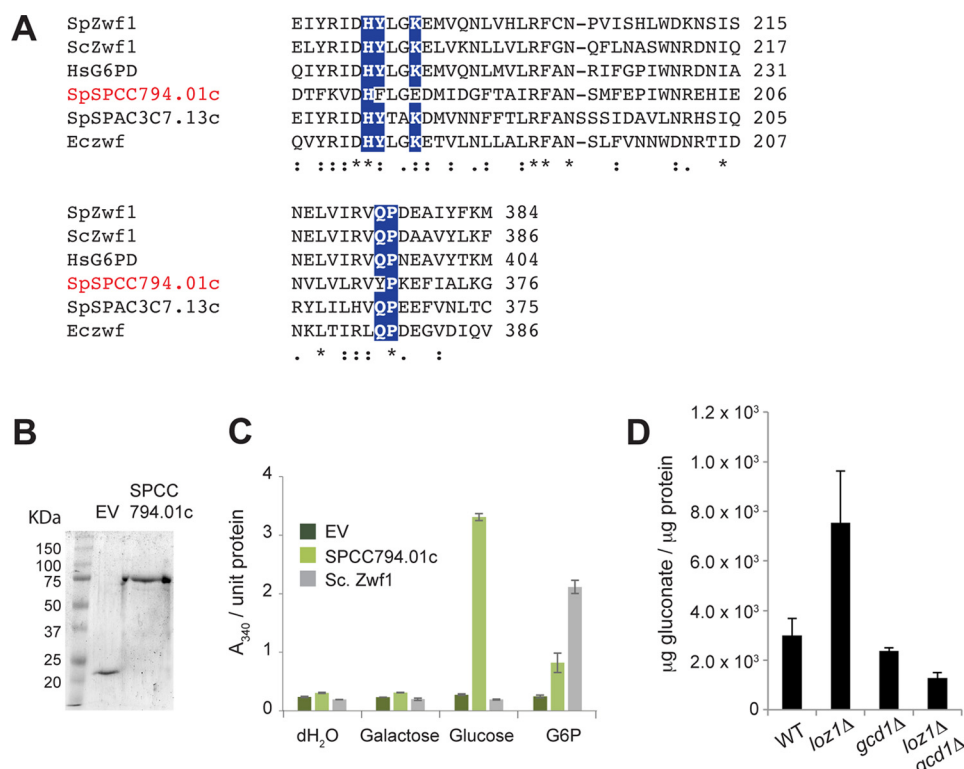 A
SpZwf1 EIYRIDHYLGKEMVQNLVHLRFCN-PVISHLWDKNSIS 215
ScZwf1 ELYRIDHYLGKELVKNLLVLRFGN-QFLNASWNRDNIQ 217
HsG6PD QIYRIDHYLGKEMVQNLMVLRFAN-RIFGPIWNRDNIA 231
SpSPCC794.01c DTFKVDHFLGEDMIDGFTAIRFAN-SMFEPIWNREHIE 206
SpSPAC3C7.13c EIYRIDHYTAKDMVNNFFTLRFANSSSIDAVLNRHSIQ 205
Eczwf QVYRIDHYLGKETVLNLLALRFAN-SLFVNNWDNRTID 207
: ::::**: .:: . : .: ** * : :. *
SpZwf1 NELVIRVQPDEAIYFKM 384
ScZwf1 NELVIRVQPDAAVYLKF 386
HsG6PD NELVIRVQPNEAVYTKM 404
SpSPCC794.01c NVLVLRVYPKEFIALKG 376
SpSPAC3C7.13c RYLILHVQPEEFVNLTC 375
Eczwf NKLTIRLQPDEGVDIQV 386
. * ::: *. :
B
KDa EV SPCC
794.01c
150
100
75
50
37
25
20
C
A340 / unit protein
4
3
2
1
0
EV
SPCC794.01c
Sc. Zwf1
dH2O Galactose Glucose G6P
D
µg gluconate / µg protein
1.2 x 10³
1.0 x 10³
8.0 x 10³
6.0 x 10³
4.0 x 10³
2.0 x 10³
0
WT loz1Δ gcd1Δ loz1Δ
gcd1Δ